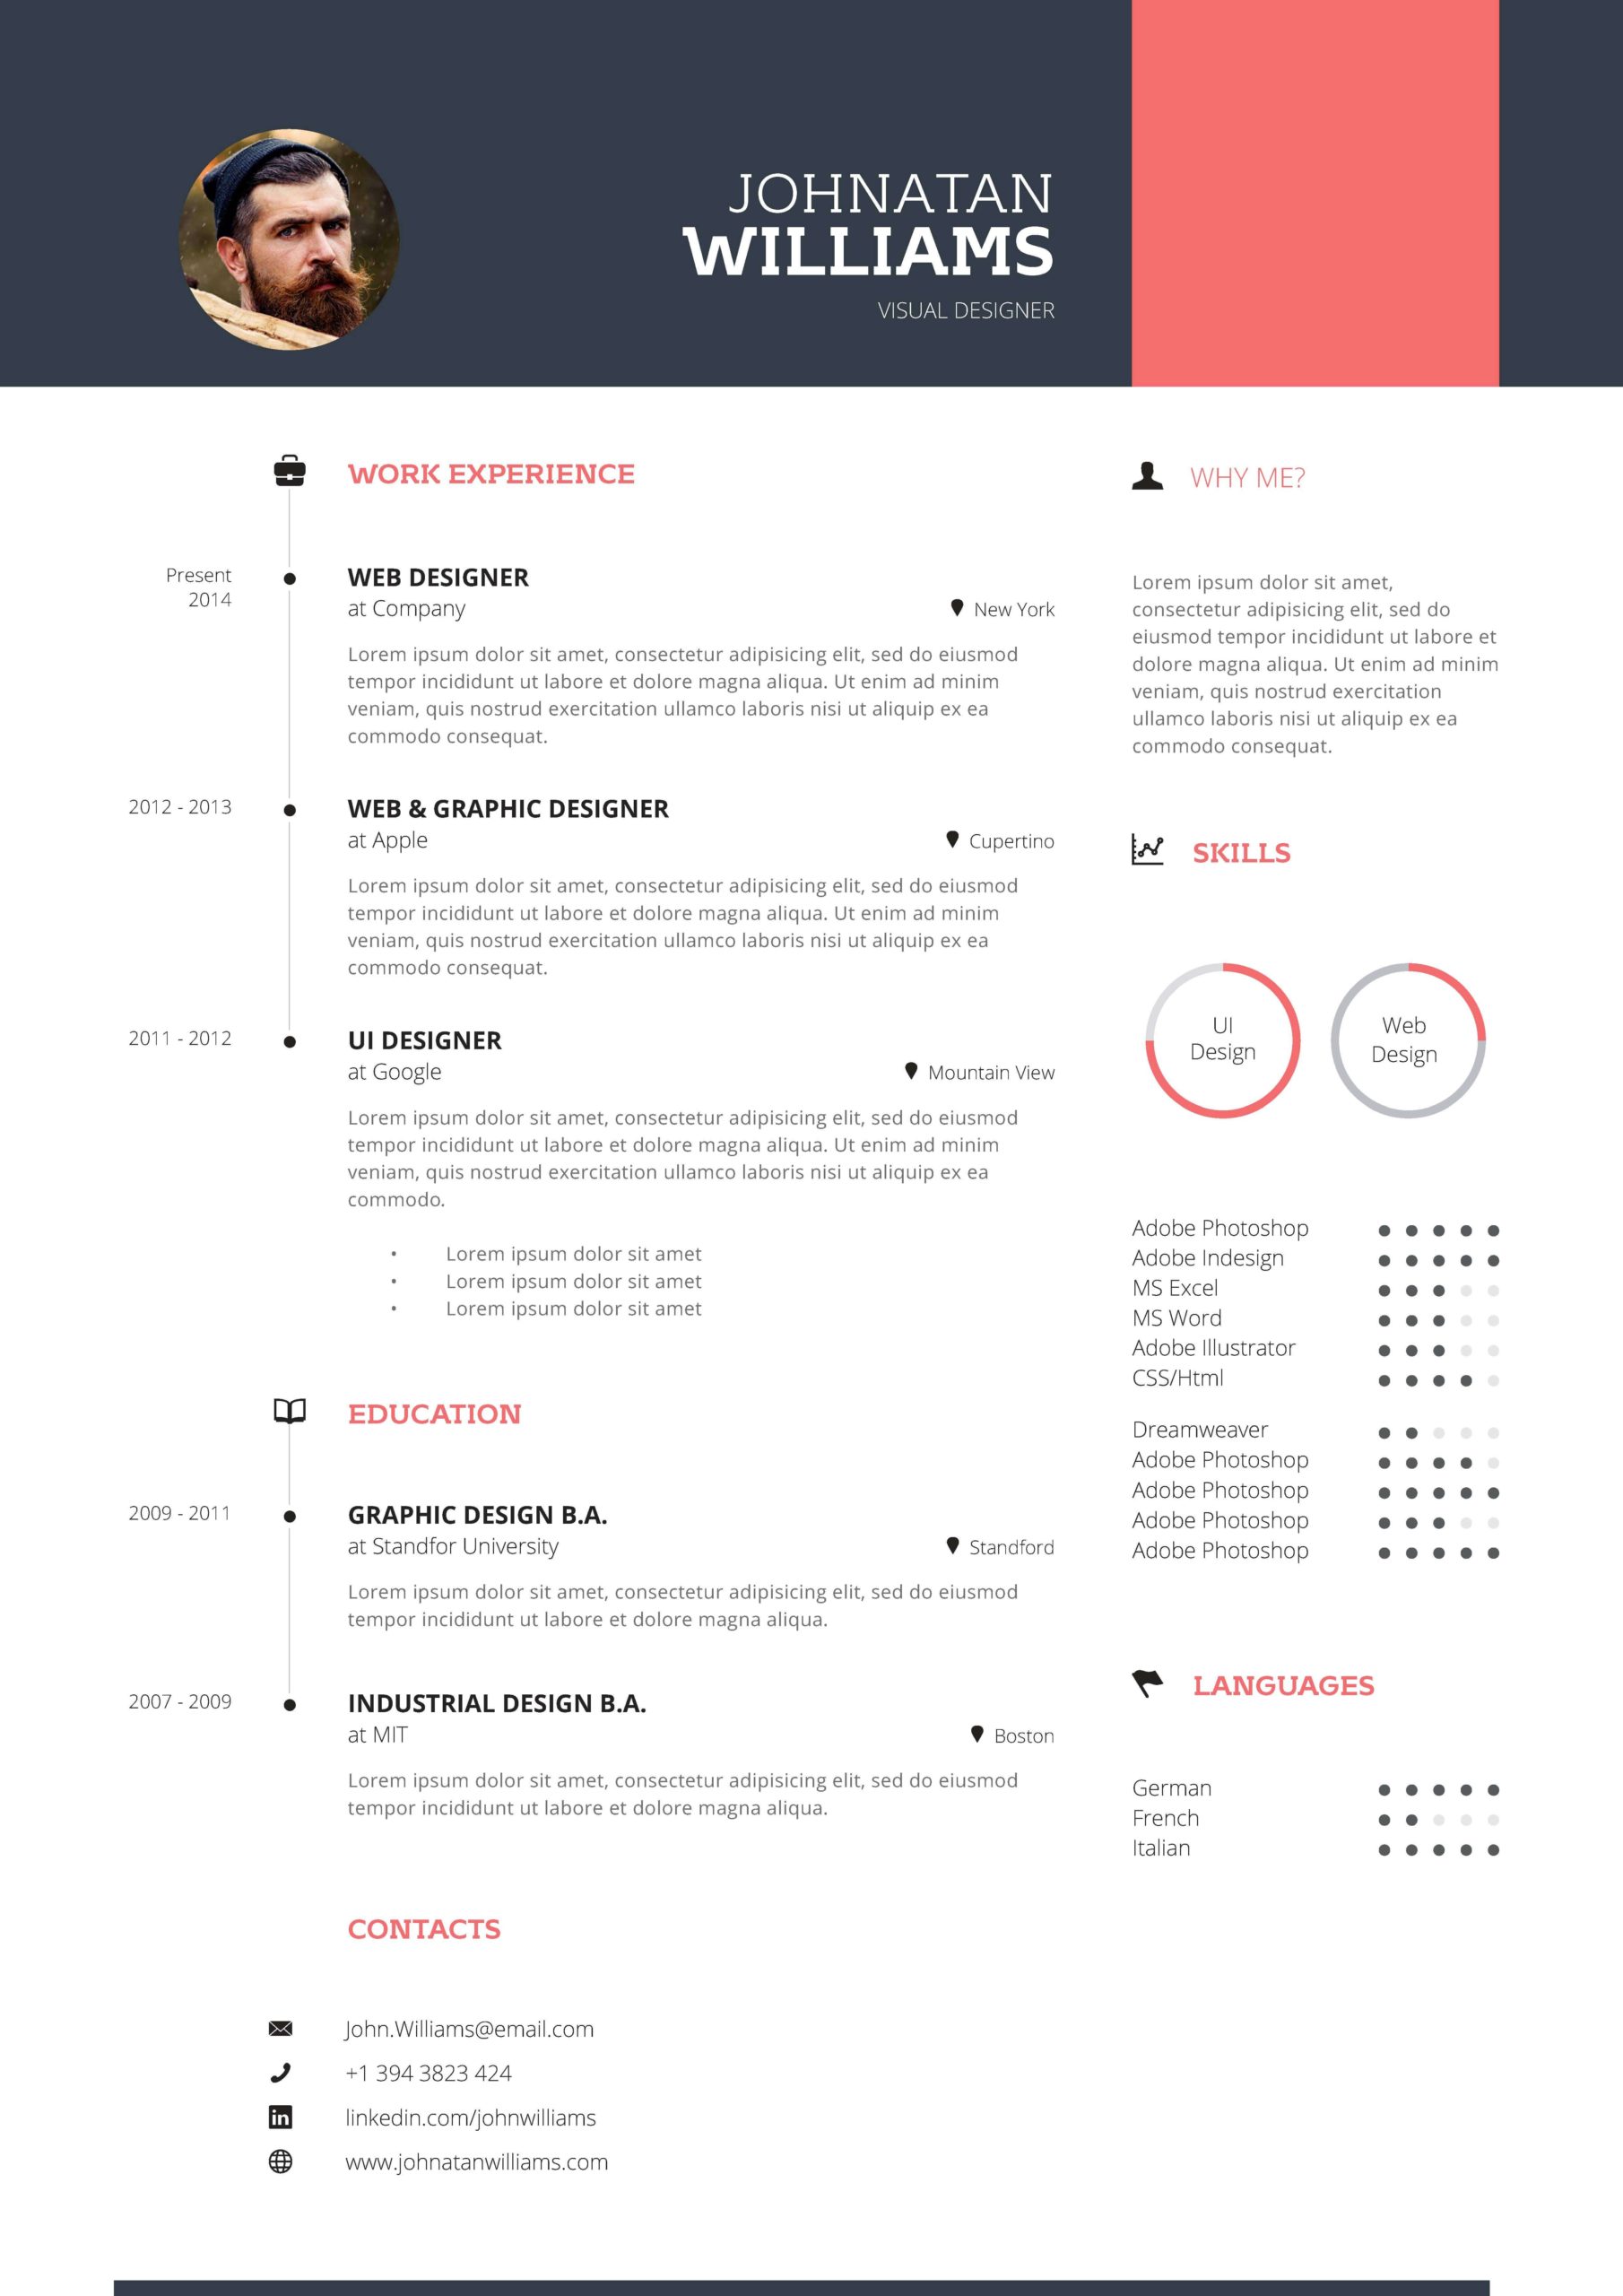 JOHNATAN
WILLIAMS
VISUAL DESIGNER
WORK EXPERIENCE
Present
2014
WEB DESIGNER
at Company
New York
Lorem ipsum dolor sit amet, consectetur adipisicing elit, sed do eiusmod
tempor incididunt ut labore et dolore magna aliqua. Ut enim ad minim
veniam, quis nostrud exercitation ullamco laboris nisi ut aliquip ex ea
commodo consequat.
2012 - 2013
WEB & GRAPHIC DESIGNER
at Apple
Cupertino
Lorem ipsum dolor sit amet, consectetur adipisicing elit, sed do eiusmod
tempor incididunt ut labore et dolore magna aliqua. Ut enim ad minim
veniam, quis nostrud exercitation ullamco laboris nisi ut aliquip ex ea
commodo consequat.
2011 - 2012
UI DESIGNER
at Google
Mountain View
Lorem ipsum dolor sit amet, consectetur adipisicing elit, sed do eiusmod
tempor incididunt ut labore et dolore magna aliqua. Ut enim ad minim
veniam, quis nostrud exercitation ullamco laboris nisi ut aliquip ex ea
commodo.
• Lorem ipsum dolor sit amet
• Lorem ipsum dolor sit amet
• Lorem ipsum dolor sit amet
EDUCATION
2009 - 2011
GRAPHIC DESIGN B.A.
at Standfor University
Standford
Lorem ipsum dolor sit amet, consectetur adipisicing elit, sed do eiusmod
tempor incididunt ut labore et dolore magna aliqua.
2007 - 2009
INDUSTRIAL DESIGN B.A.
at MIT
Boston
Lorem ipsum dolor sit amet, consectetur adipisicing elit, sed do eiusmod
tempor incididunt ut labore et dolore magna aliqua.
CONTACTS
John.Williams@email.com
+1 394 3823 424
in
linkedin.com/johnwilliams
www.johnatanwilliams.com
WHY ME?
Lorem ipsum dolor sit amet,
consectetur adipisicing elit, sed do
eiusmod tempor incididunt ut labore et
dolore magna aliqua. Ut enim ad minim
veniam, quis nostrud exercitation
ullamco laboris nisi ut aliquip ex ea
commodo consequat.
SKILLS
UI
Design
Web
Design
Adobe Photoshop
Adobe Indesign
MS Excel
MS Word
Adobe Illustrator
CSS/Html
Dreamweaver
Adobe Photoshop
Adobe Photoshop
Adobe Photoshop
Adobe Photoshop
LANGUAGES
German
French
Italian